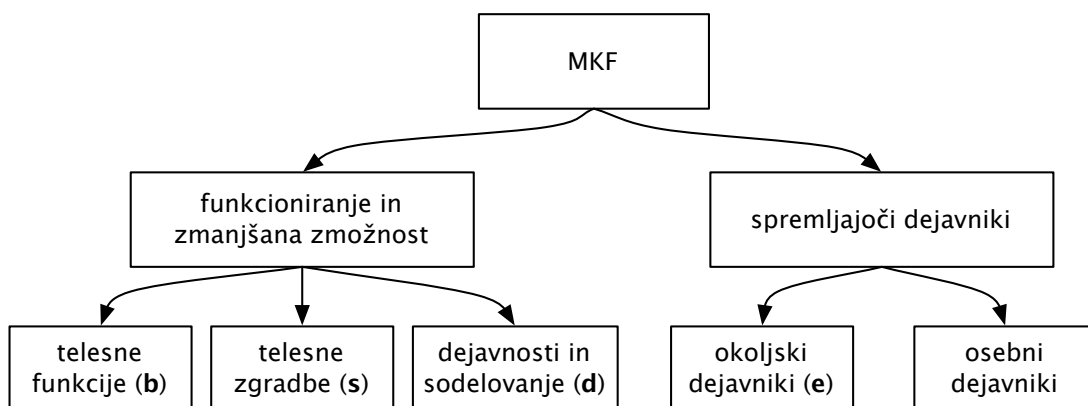 MKF
funkcioniranje in
zmanjšana zmožnost
spremljajoči dejavniki
telesne
funkcije (b)
telesne
zgradbe (s)
dejavnosti in
sodelovanje (d)
okoljski
dejavniki (e)
osebni
dejavniki